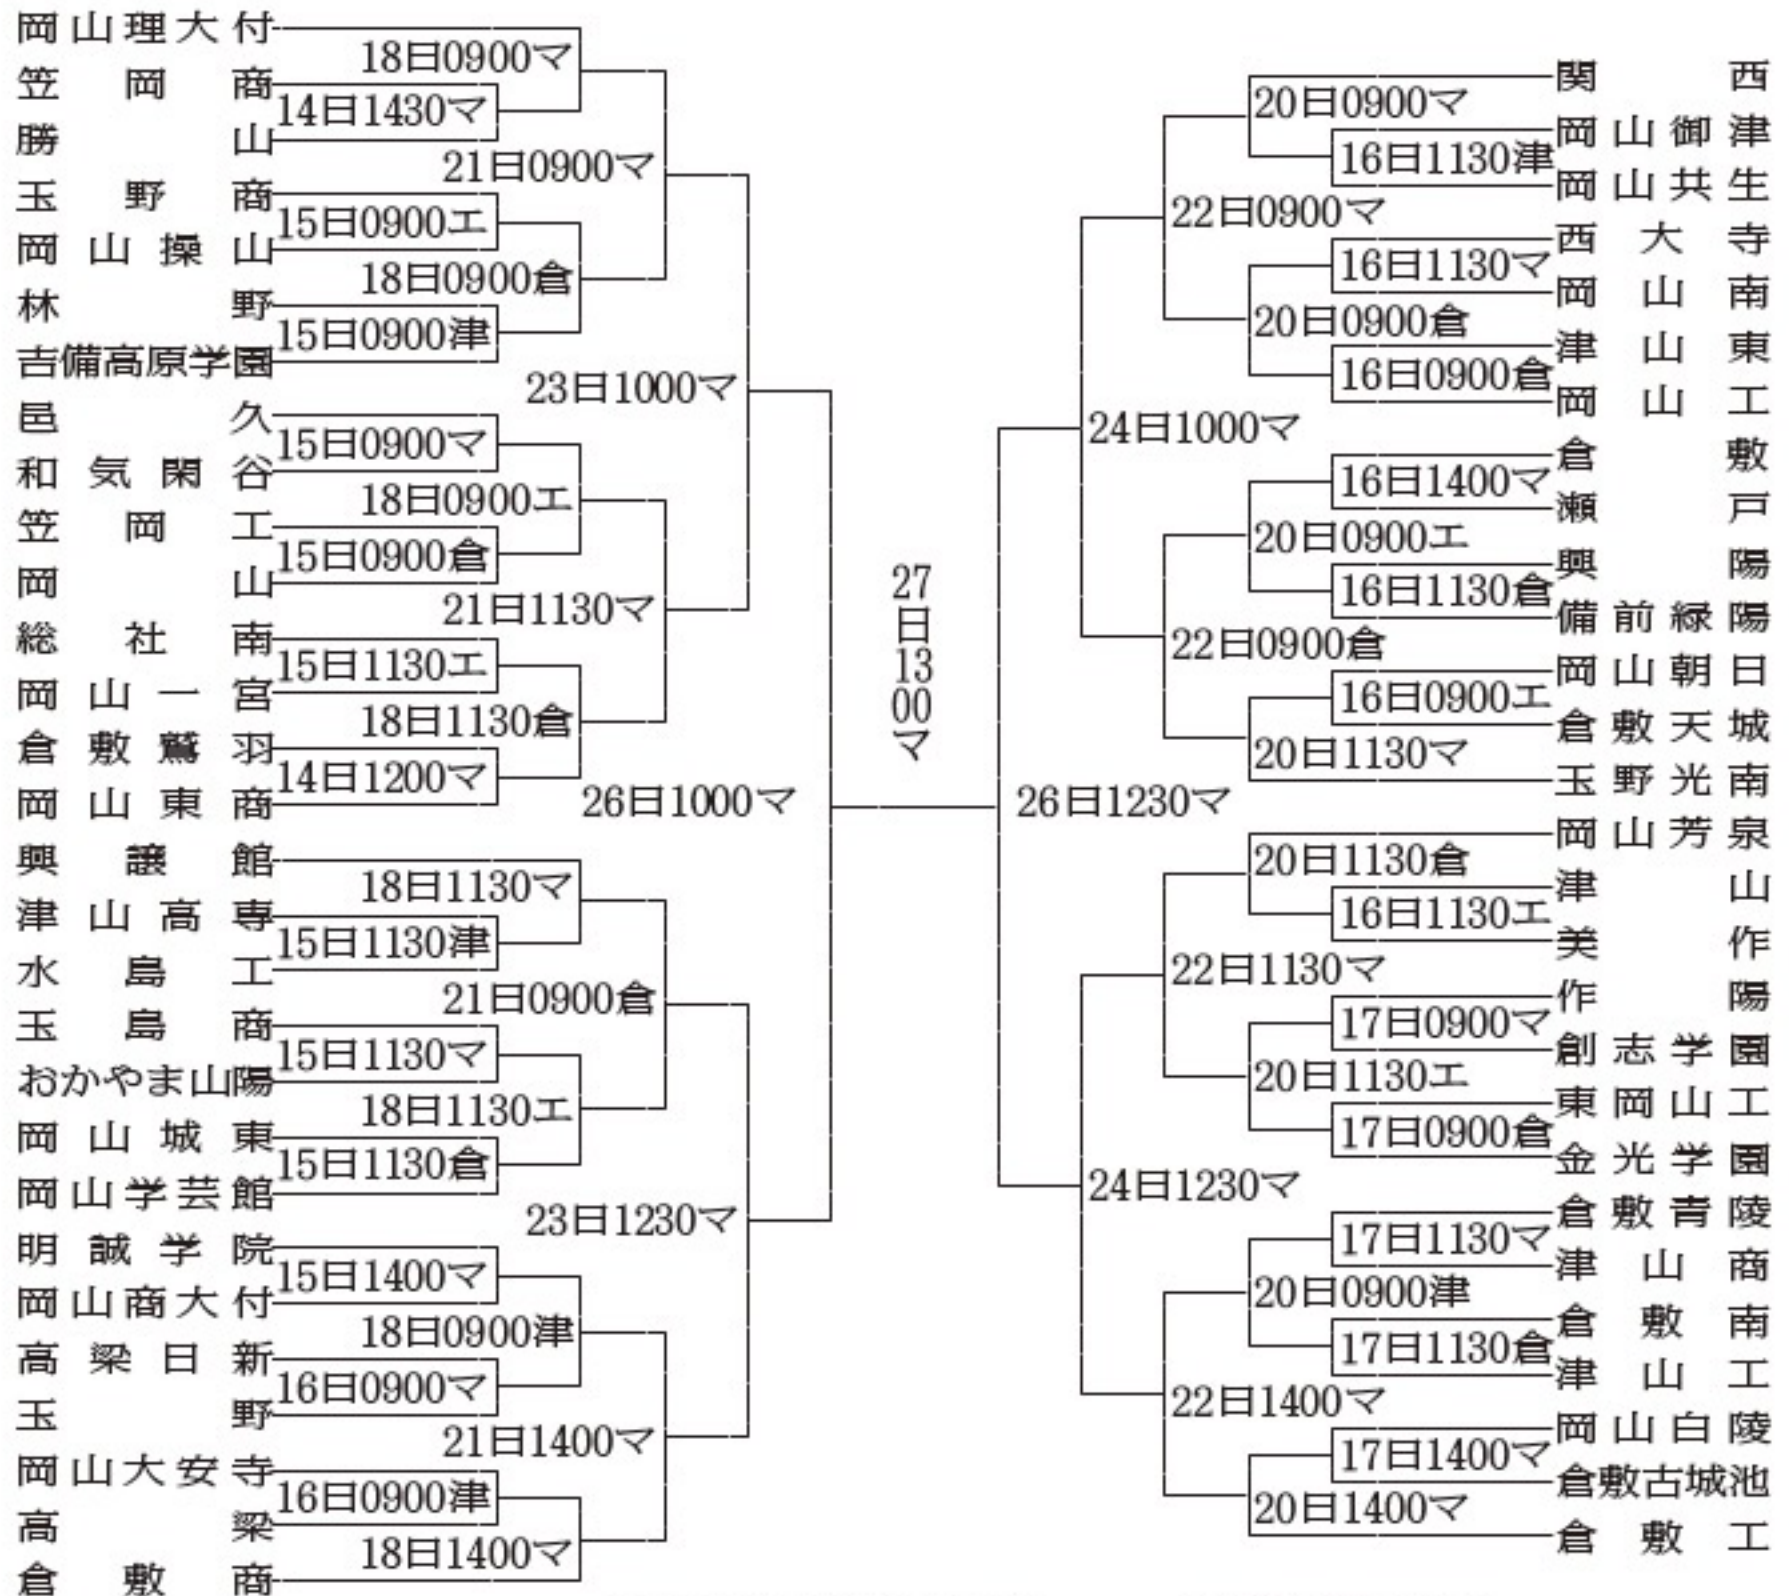 岡山理大付
18日0900マ
笠岡商
14日1430マ
勝山
21日0900マ
玉野商
15日0900エ
岡山操山
18日0900倉
林野
15日0900津
吉備高原学園
23日1000マ
邑久
15日0900マ
和気閑谷
18日0900エ
笠岡工
15日0900倉
岡山
21日1130マ
総社南
15日1130エ
岡山一宮
18日1130倉
倉敷鷲羽
14日1200マ
岡山東商
26日1000マ
興譲館
18日1130マ
津山高専
15日1130津
水島工
21日0900倉
玉島商
15日1130マ
おかやま山陽
18日1130エ
岡山城東
15日1130倉
岡山学芸館
23日1230マ
明誠学院
15日1400マ
岡山商大付
18日0900津
高梁日新
16日0900マ
玉野
21日1400マ
岡山大安寺
16日0900津
高梁
18日1400マ
倉敷商
27日1300マ
関西
20日0900マ
岡山御津
16日1130津
岡山共生
22日0900マ
西大寺
16日1130マ
岡山南
20日0900倉
津山東
16日0900倉
岡山工
24日1000マ
倉敷
16日1400マ
瀬戸
20日0900エ
興陽
16日1130倉
備前緑陽
22日0900倉
岡山朝日
16日0900エ
倉敷天城
20日1130マ
玉野光南
26日1230マ
岡山芳泉
20日1130倉
津山
16日1130エ
美作
22日1130マ
作陽
17日0900マ
創志学園
20日1130エ
東岡山工
17日0900倉
金光学園
24日1230マ
倉敷青陵
17日1130マ
津山商
20日0900津
倉敷南
17日1130倉
津山工
22日1400マ
岡山白陵
17日1400マ
倉敷古城池
20日1400マ
倉敷工